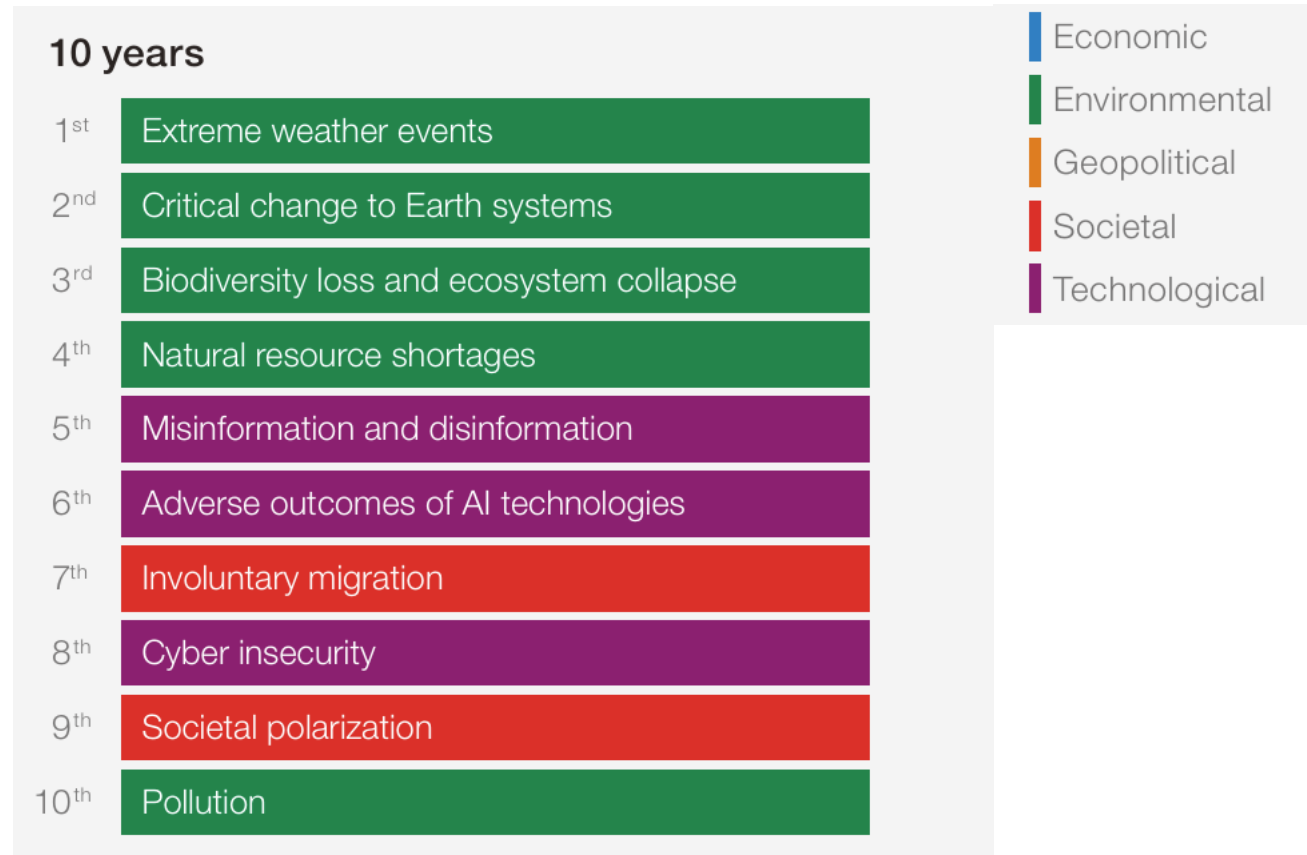 10 years
1st Extreme weather events
2nd Critical change to Earth systems
3rd Biodiversity loss and ecosystem collapse
4th Natural resource shortages
5th Misinformation and disinformation
6th Adverse outcomes of AI technologies
7th Involuntary migration
8th Cyber insecurity
9th Societal polarization
10th Pollution
Economic
Environmental
Geopolitical
Societal
Technological